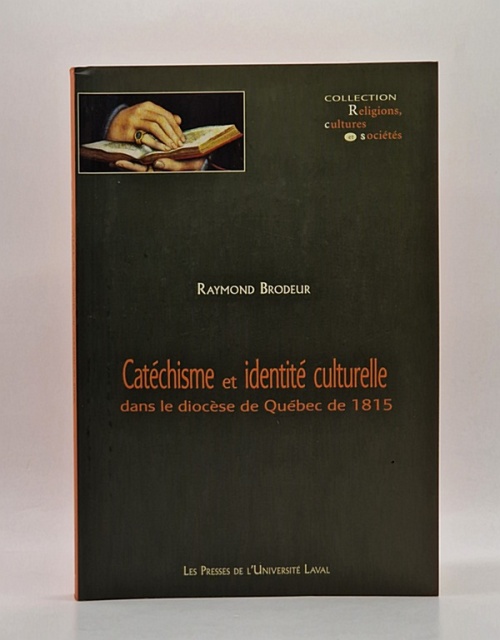 COLLECTION
Religions,
cultures
et sociétés
RAYMOND BRODEUR
Catéchisme et identité culturelle
dans le diocèse de Québec de 1815
LES PRESSES DE L'UNIVERSITÉ LAVAL